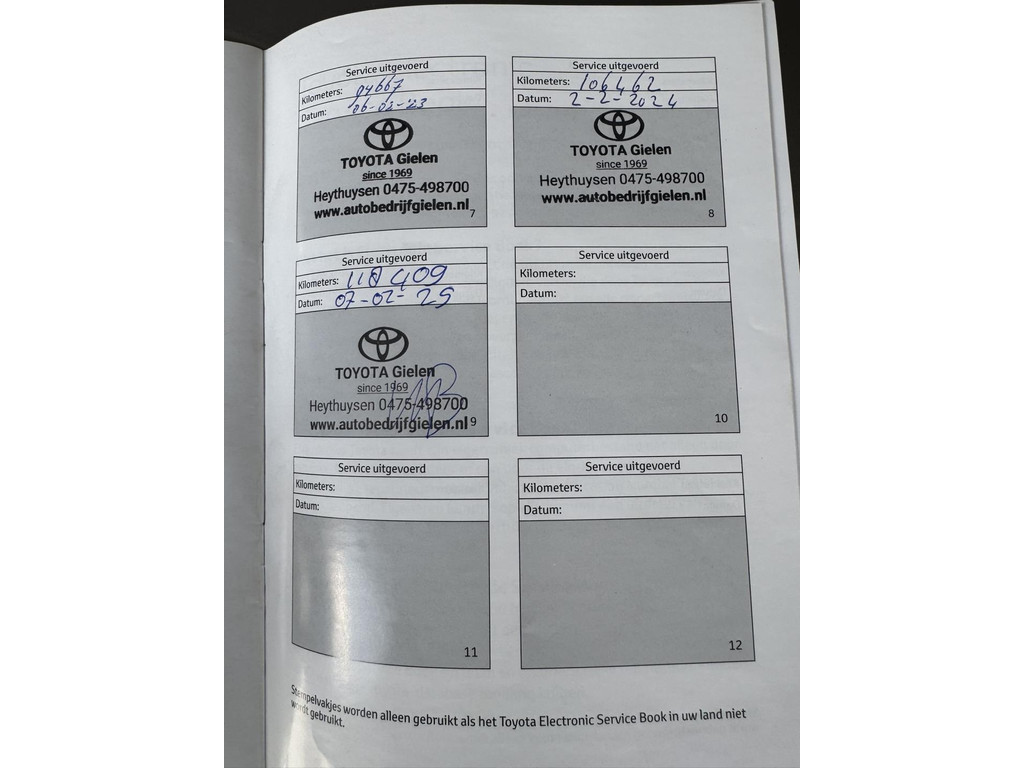 Service uitgevoerd
Kilometers: 94667
Datum: 06-02-'23
TOYOTA Gielen
since 1969
Heythuysen 0475-498700
www.autobedrijfgielen.nl
7
Service uitgevoerd
Kilometers: 106462
Datum: 2-2-2024
TOYOTA Gielen
since 1969
Heythuysen 0475-498700
www.autobedrijfgielen.nl
8
Service uitgevoerd
Kilometers: 118409
Datum: 07-02-25
TOYOTA Gielen
since 1969
Heythuysen 0475-498700
www.autobedrijfgielen.nl
9
Service uitgevoerd
Kilometers:
Datum:
10
Service uitgevoerd
Kilometers:
Datum:
11
Service uitgevoerd
Kilometers:
Datum:
12
Stempelvakjes worden alleen gebruikt als het Toyota Electronic Service Book in uw land niet
wordt gebruikt.